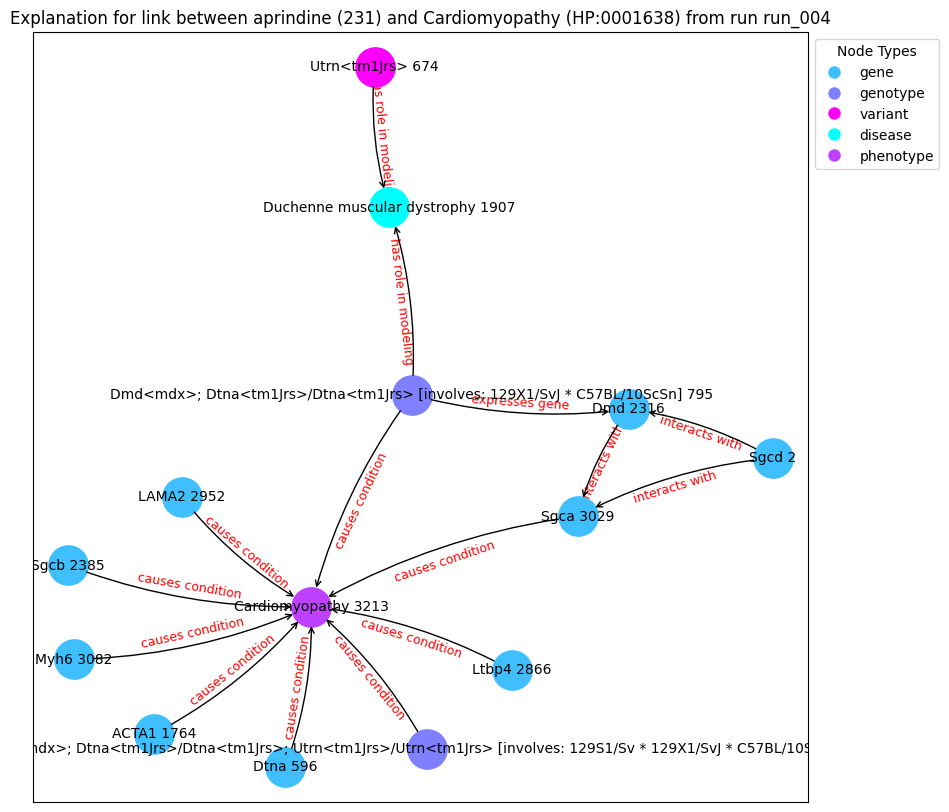 Explanation for link between aprindine (231) and Cardiomyopathy (HP:0001638) from run run_004
Node Types
gene
genotype
variant
disease
phenotype
Utrn<tm1Jrs> 674
has role in modeling
Duchenne muscular dystrophy 1907
has role in modeling
Dmd<mdx>; Dtna<tm1Jrs>/Dtna<tm1Jrs> [involves: 129X1/SvJ * C57BL/10ScSn] 795
expresses gene
Dmd 2316
interacts with
interacts with
Sgcd 2
interacts with
LAMA2 2952
Sgca 3029
causes condition
causes condition
causes condition
Sgcb 2385
causes condition
Cardiomyopathy 3213
causes condition
causes condition
Myh6 3082
Ltbp4 2866
causes condition
causes condition
causes condition
ACTA1 1764
mdx>; Dtna<tm1Jrs>/Dtna<tm1Jrs>; Utrn<tm1Jrs>/Utrn<tm1Jrs> [involves: 129S1/Sv * 129X1/SvJ * C57BL/10S
Dtna 596